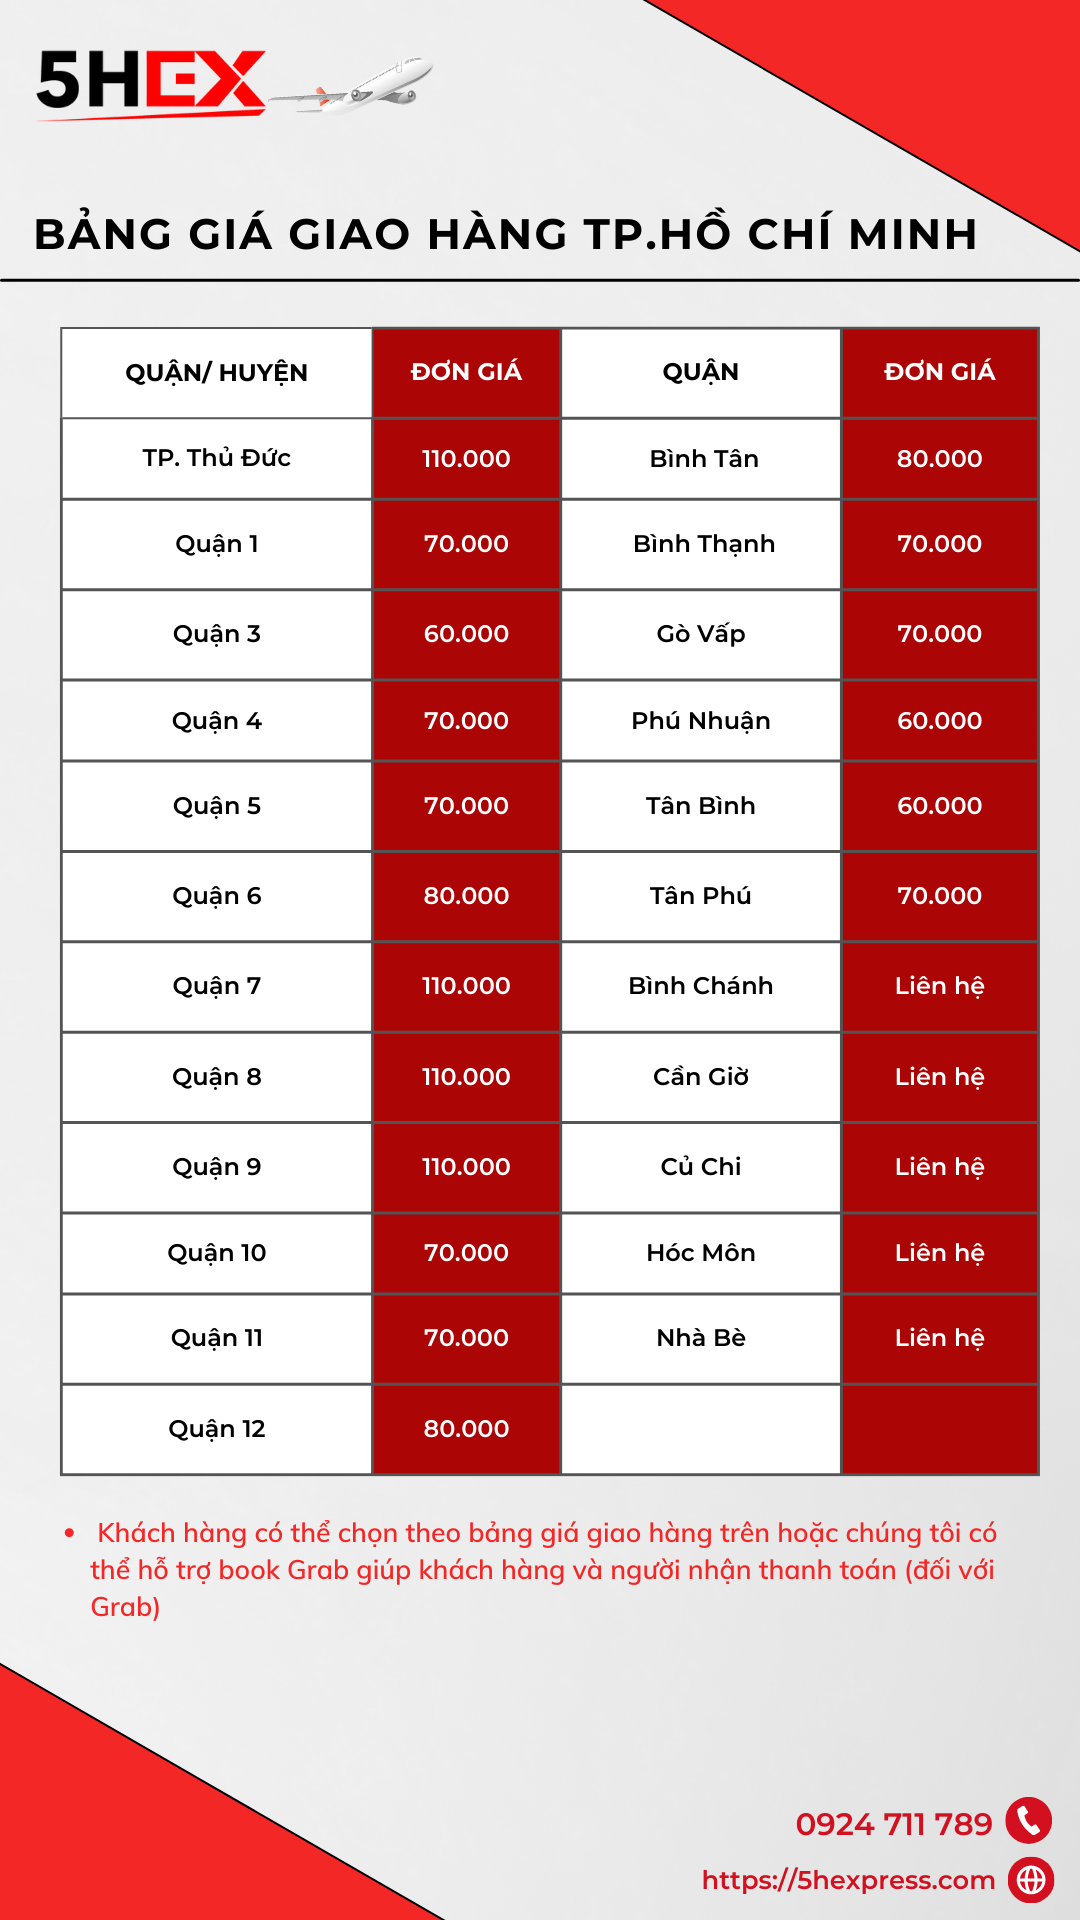 5HEX
BẢNG GIÁ GIAO HÀNG TP.HỒ CHÍ MINH
QUẬN/ HUYỆN ĐƠN GIÁ QUẬN ĐƠN GIÁ
TP. Thủ Đức 110.000 Bình Tân 80.000
Quận 1 70.000 Bình Thạnh 70.000
Quận 3 60.000 Gò Vấp 70.000
Quận 4 70.000 Phú Nhuận 60.000
Quận 5 70.000 Tân Bình 60.000
Quận 6 80.000 Tân Phú 70.000
Quận 7 110.000 Bình Chánh Liên hệ
Quận 8 110.000 Cần Giờ Liên hệ
Quận 9 110.000 Củ Chi Liên hệ
Quận 10 70.000 Hóc Môn Liên hệ
Quận 11 70.000 Nhà Bè Liên hệ
Quận 12 80.000
• Khách hàng có thể chọn theo bảng giá giao hàng trên hoặc chúng tôi có
thể hỗ trợ book Grab giúp khách hàng và người nhận thanh toán (đối với
Grab)
0924 711 789
https://5hexpress.com